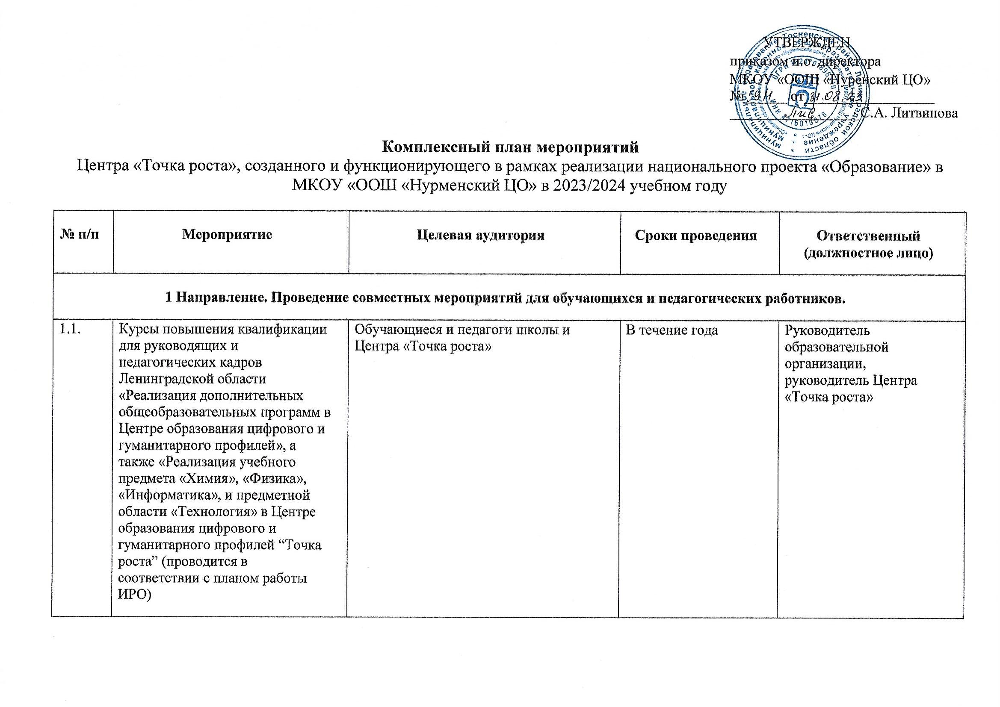 УТВЕРЖДЕН
приказом и.о. директора
МКОУ «ООШ «Нуренский ЦО»
№ от 31.08.23
С.А. Литвинова
Комплексный план мероприятий
Центра «Точка роста», созданного и функционирующего в рамках реализации национального проекта «Образование» в
МКОУ «ООШ «Нурменский ЦО» в 2023/2024 учебном году
№ п/п
Мероприятие
Целевая аудитория
Сроки проведения
Ответственный
(должностное лицо)
1 Направление. Проведение совместных мероприятий для обучающихся и педагогических работников.
1.1.
Курсы повышения квалификации
для руководящих и
педагогических кадров
Ленинградской области
«Реализация дополнительных
общеобразовательных программ в
Центре образования цифрового и
гуманитарного профилей», а
также «Реализация учебного
предмета «Химия», «Физика»,
«Информатика», и предметной
области «Технология» в Центре
образования цифрового и
гуманитарного профилей “Точка
роста” (проводится в
соответствии с планом работы
ИРО)
Обучающиеся и педагоги школы и
Центра «Точка роста»
В течение года
Руководитель
образовательной
организации,
руководитель Центра
«Точка роста»